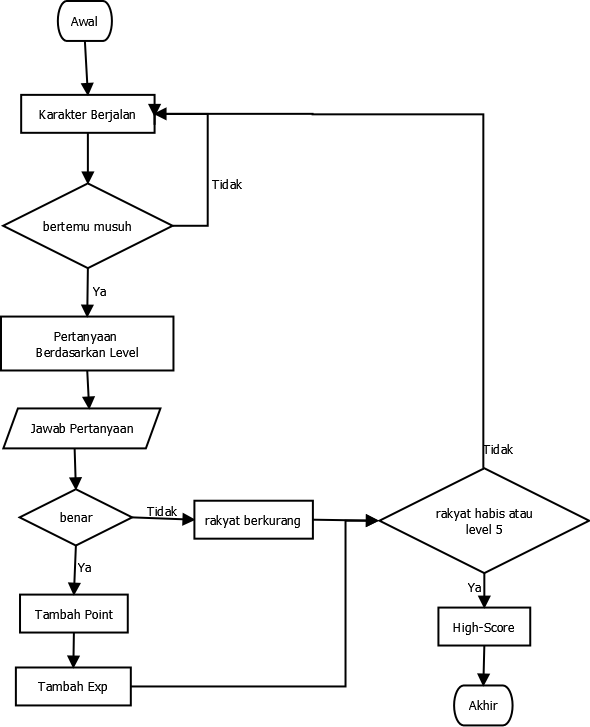 Awal
Karakter Berjalan
Tidak
bertemu musuh
Ya
Pertanyaan
Berdasarkan Level
Jawab Pertanyaan
benar
Tidak
rakyat berkurang
Tidak
rakyat habis atau
level 5
Ya
Tambah Point
Tambah Exp
Ya
High-Score
Akhir